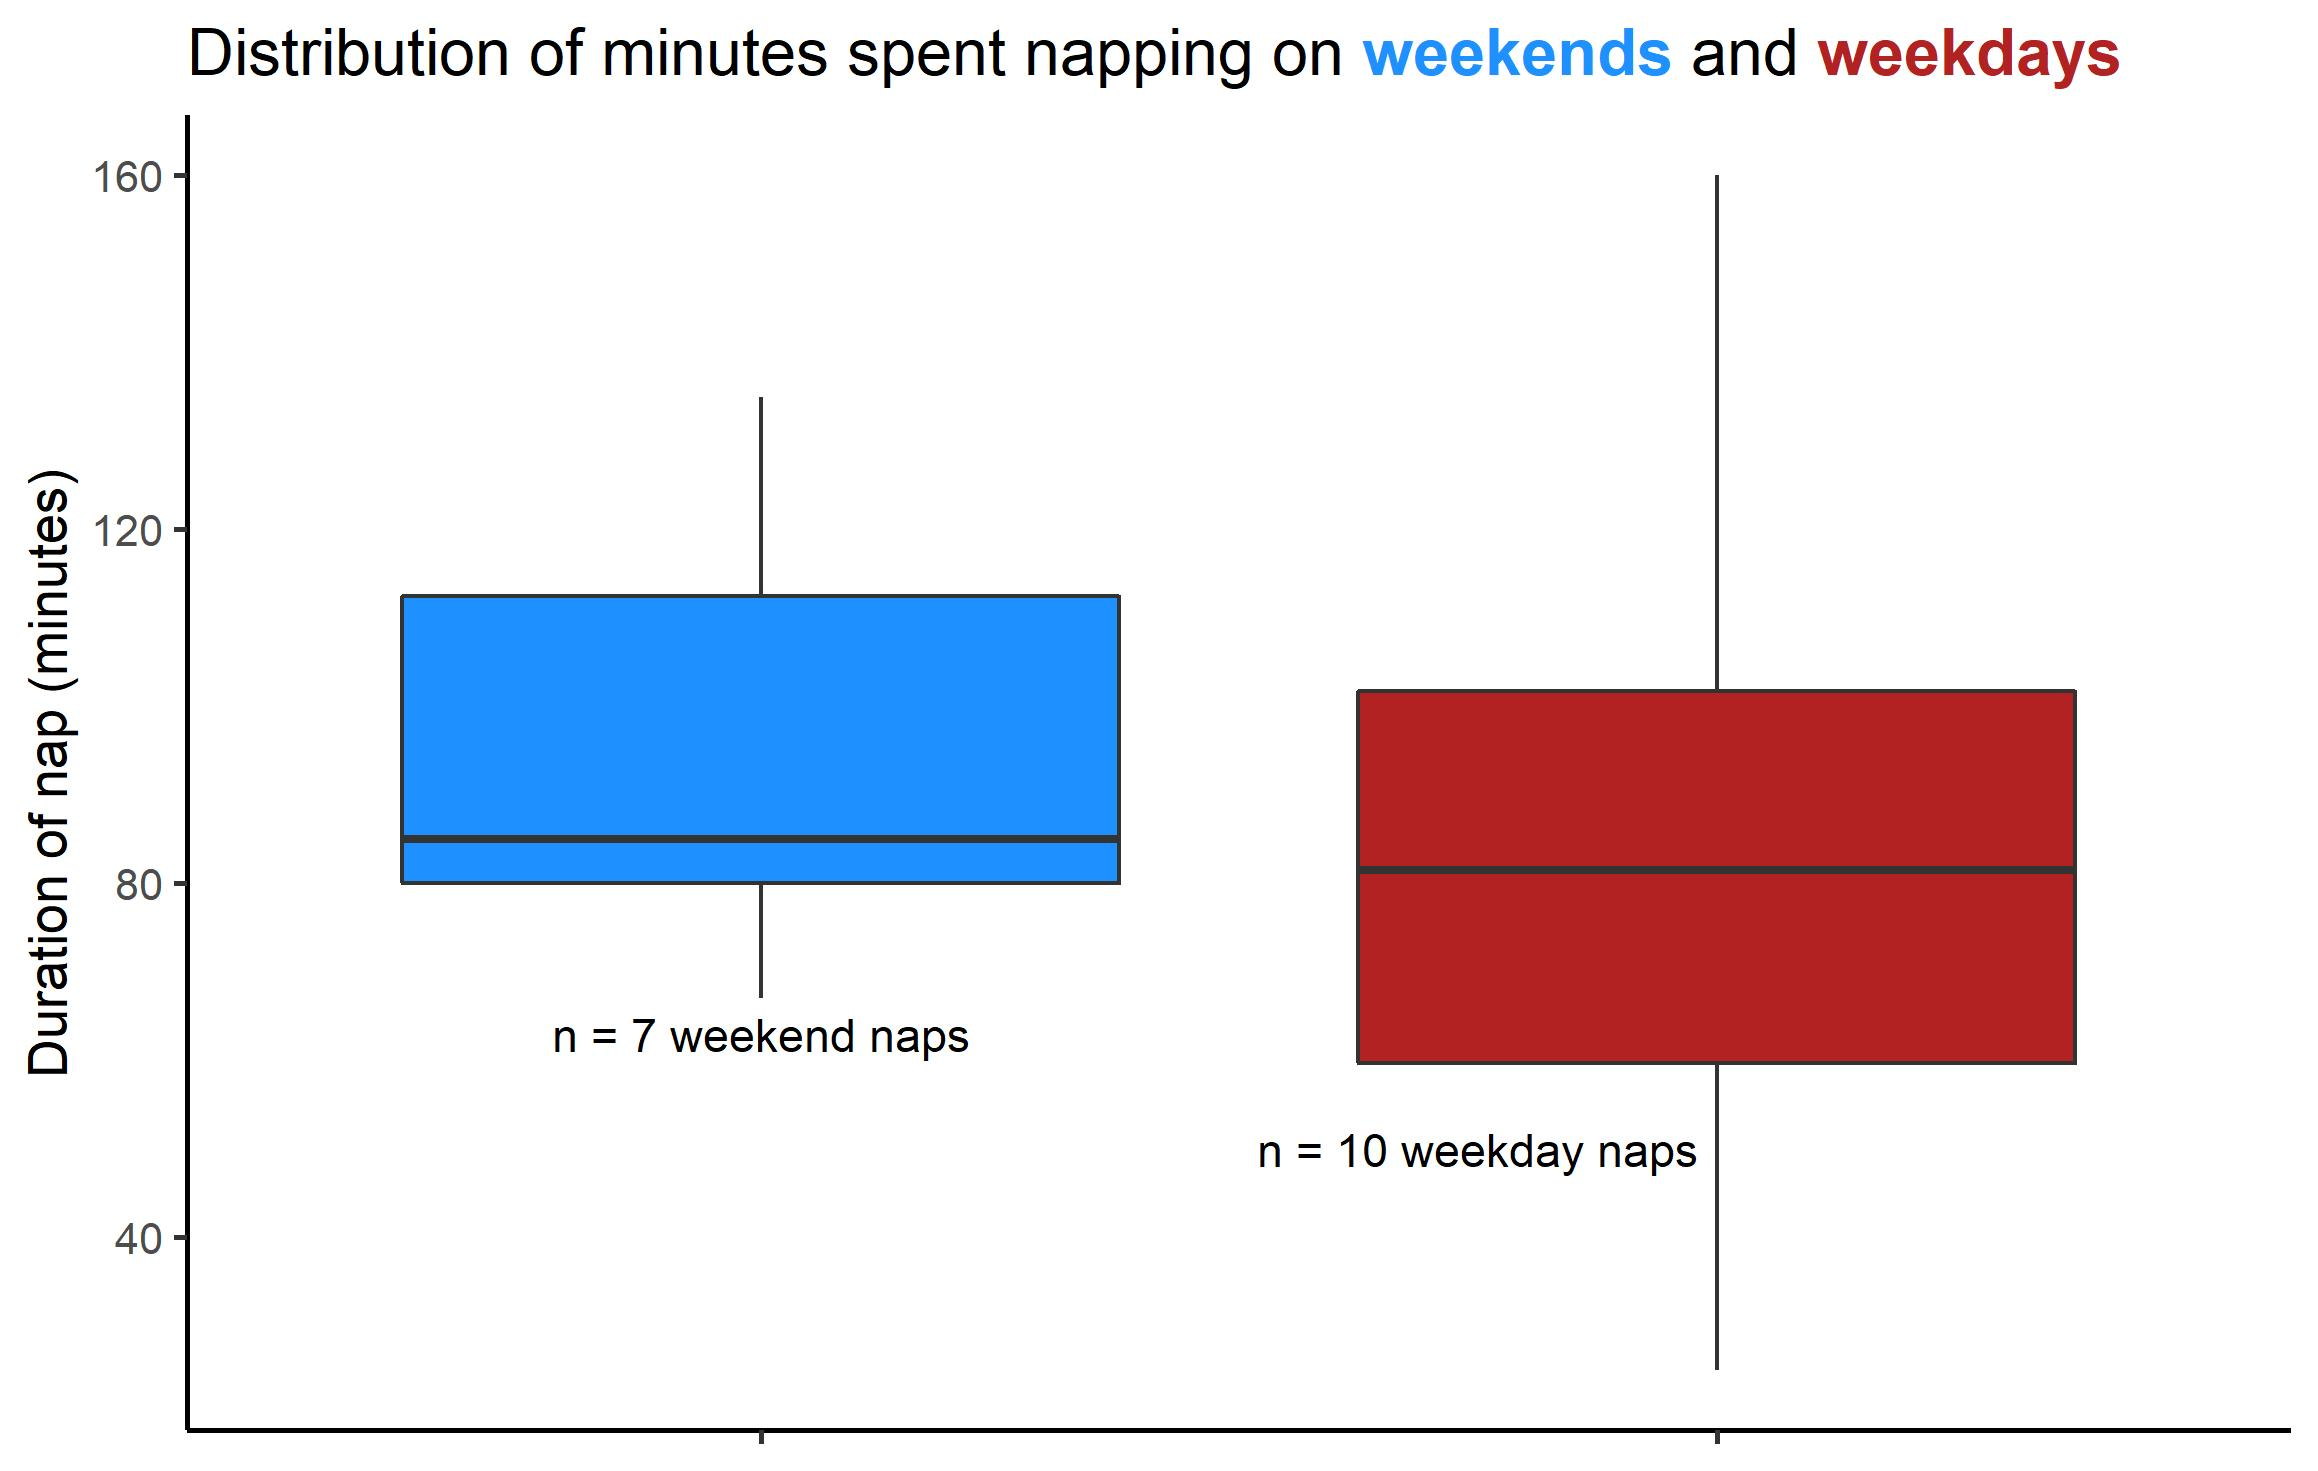 Distribution of minutes spent napping on weekends and weekdays
Duration of nap (minutes)
160
120
80
40
n = 7 weekend naps
n = 10 weekday naps